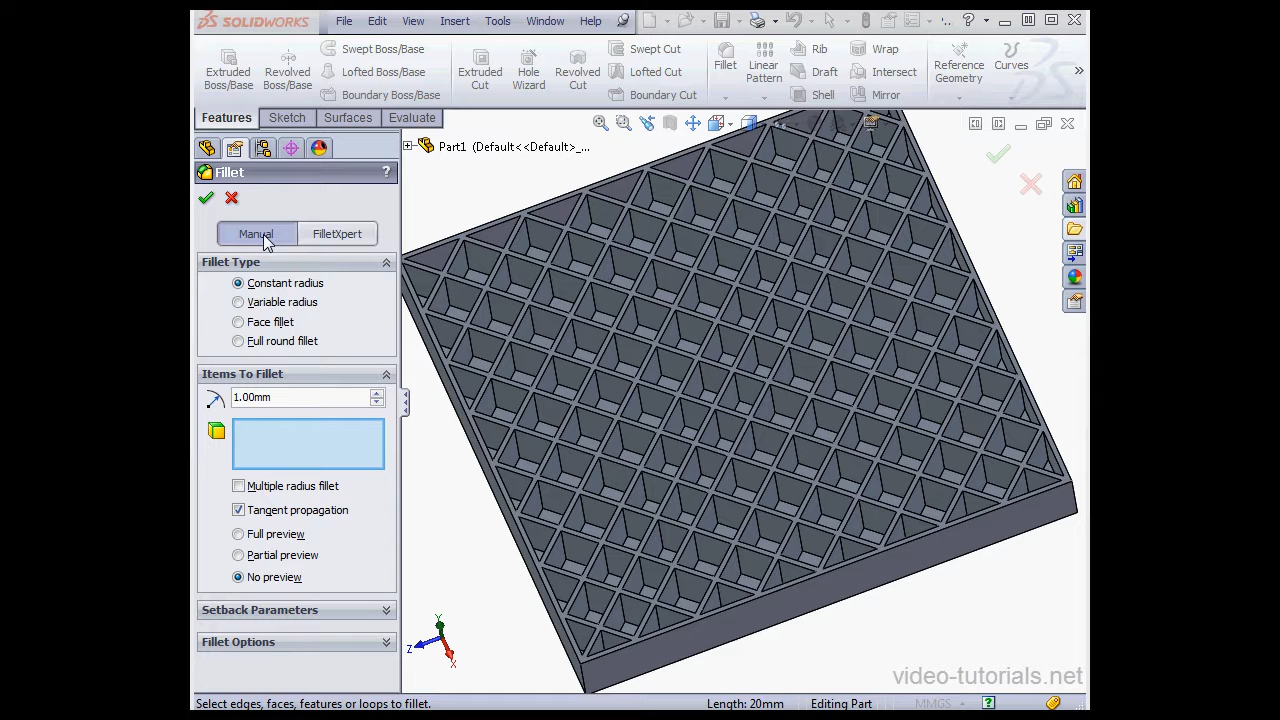 SOLIDWORKS File Edit View Insert Tools Window Help
Extruded Boss/Base
Revolved Boss/Base
Swept Boss/Base
Lofted Boss/Base
Boundary Boss/Base
Extruded Cut
Hole Wizard
Revolved Cut
Swept Cut
Lofted Cut
Boundary Cut
Fillet
Linear Pattern
Rib
Draft
Shell
Wrap
Intersect
Mirror
Reference Geometry
Curves
Features Sketch Surfaces Evaluate
Part1 (Default<<Default>_...
Fillet ?
Manual FilletXpert
Fillet Type
Constant radius
Variable radius
Face fillet
Full round fillet
Items To Fillet
1.00mm
Multiple radius fillet
Tangent propagation
Full preview
Partial preview
No preview
Setback Parameters
Fillet Options
Y
Z
X
video-tutorials.net
Select edges, faces, features or loops to fillet. Length: 20mm Editing Part MMGS ?